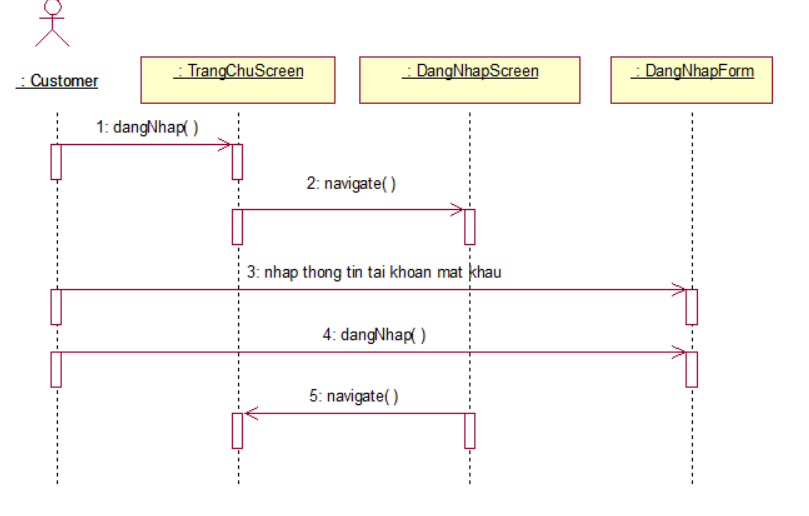 : Customer
: TrangChuScreen
: DangNhapScreen
: DangNhapForm
1: dangNhap( )
2: navigate( )
3: nhap thong tin tai khoan mat khau
4: dangNhap( )
5: navigate( )